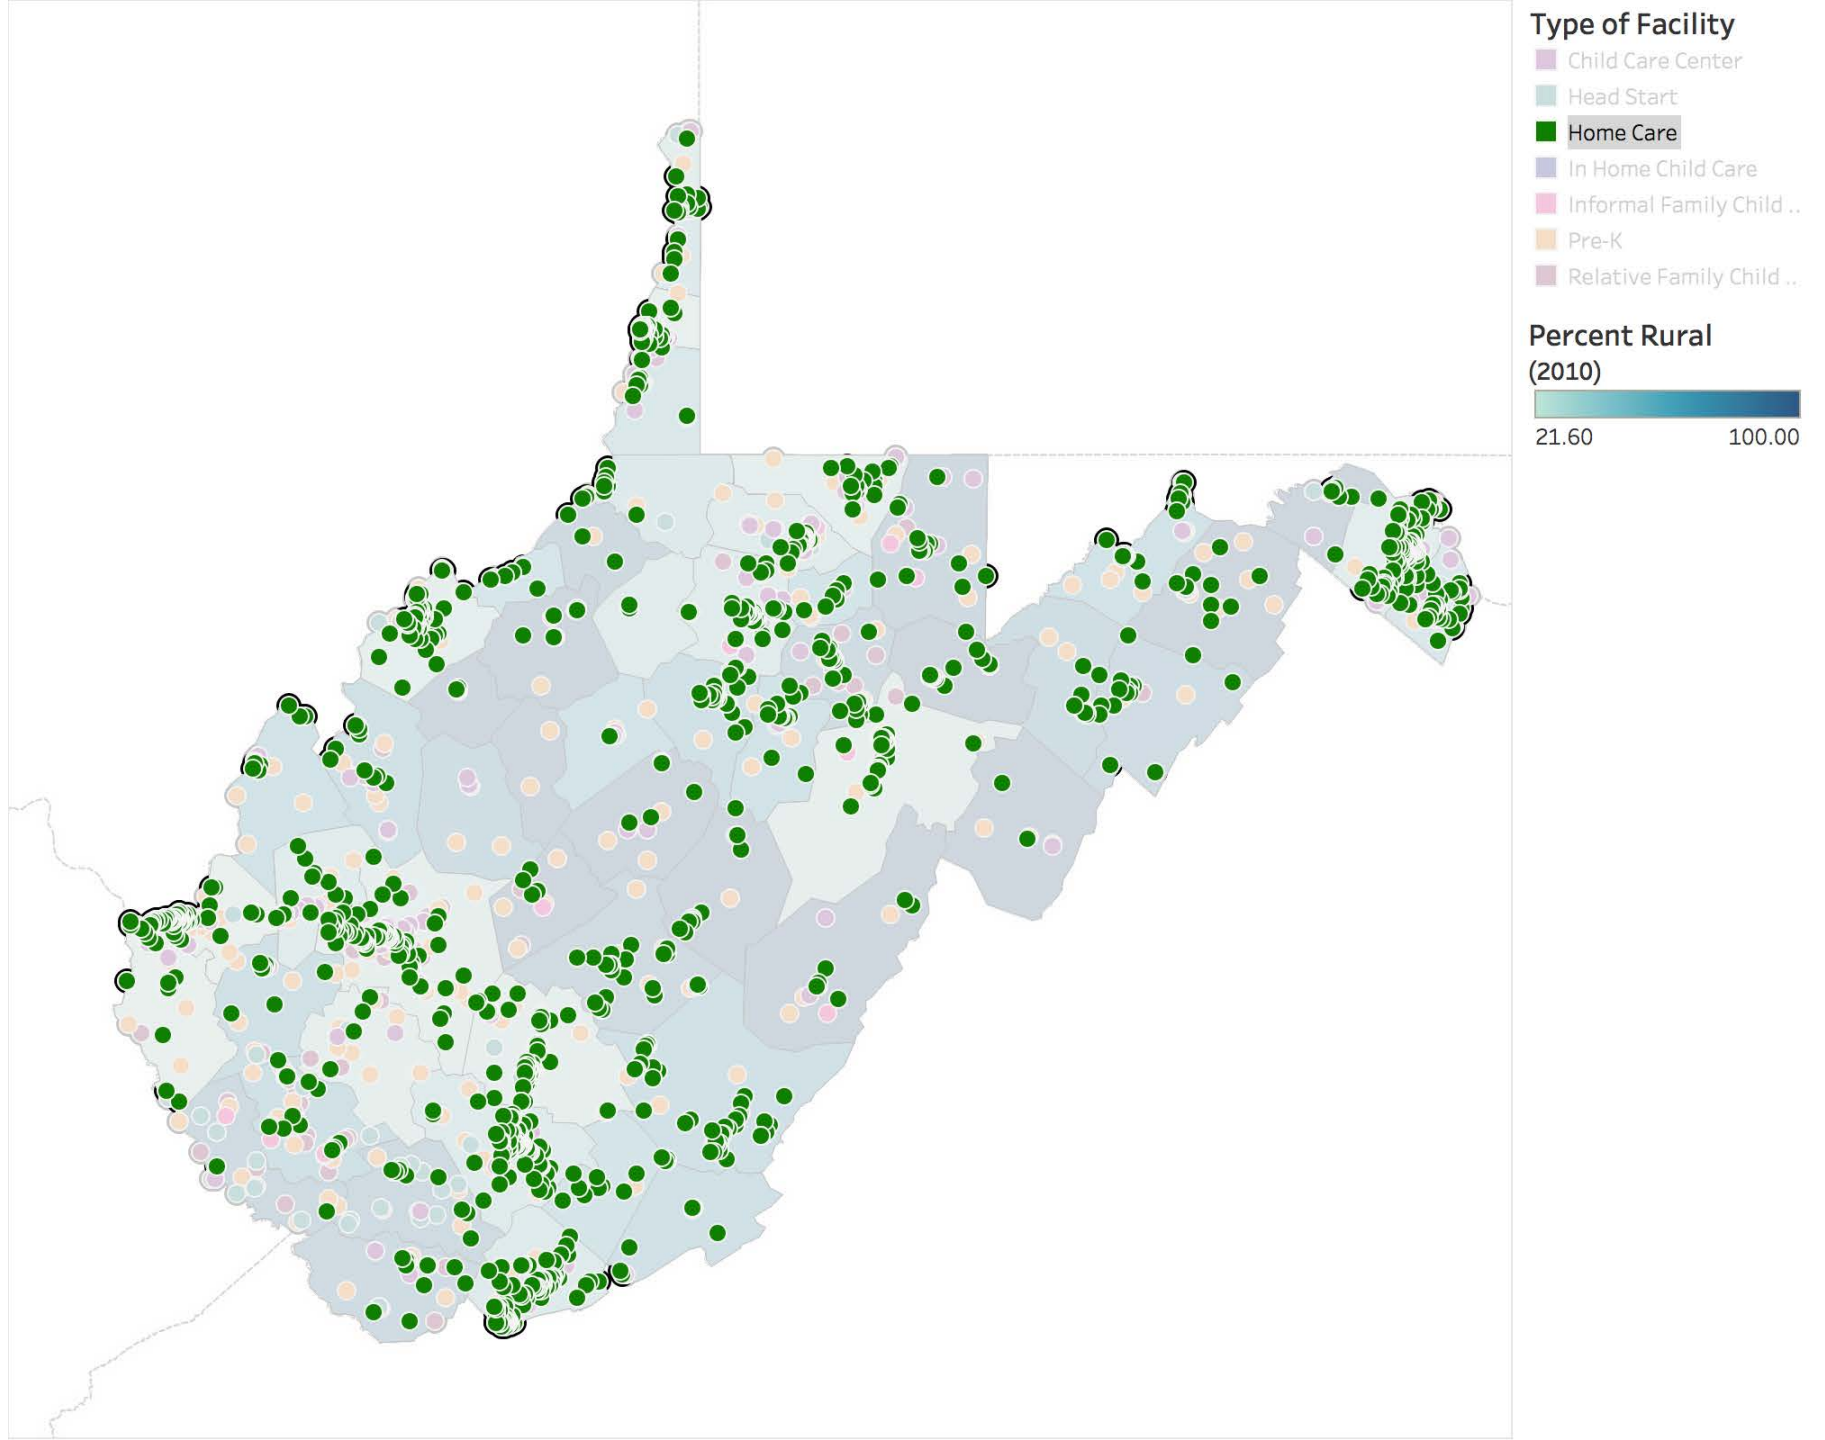 Type of Facility
Child Care Center
Head Start
Home Care
In Home Child Care
Informal Family Child ..
Pre-K
Relative Family Child ..
Percent Rural
(2010)
21.60 100.00